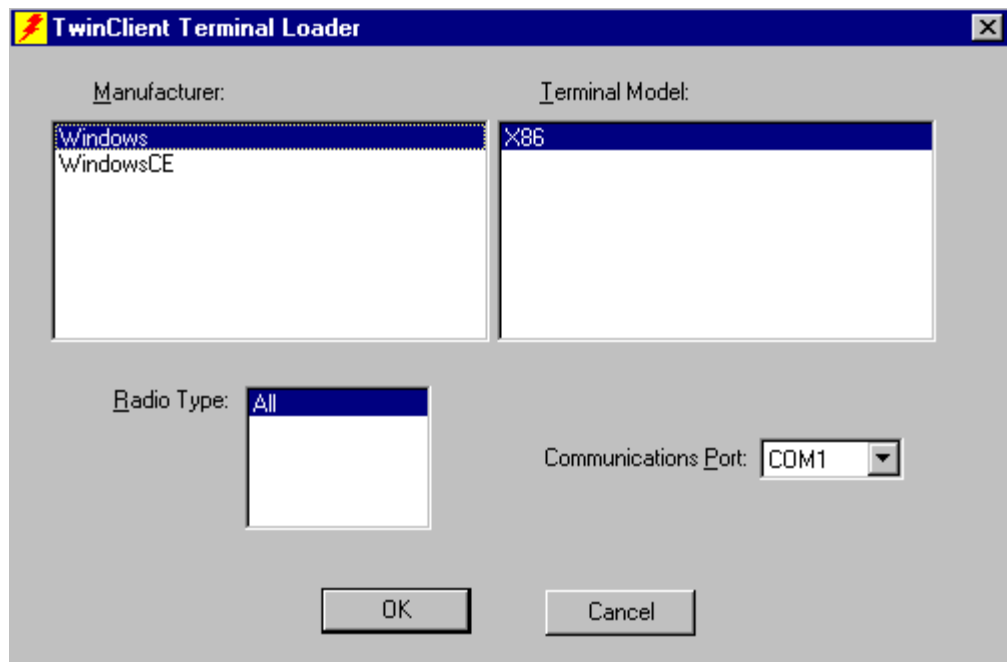 TwinClient Terminal Loader
Manufacturer: Terminal Model:
Windows X86
WindowsCE
Radio Type: All
Communications Port: COM1
OK Cancel